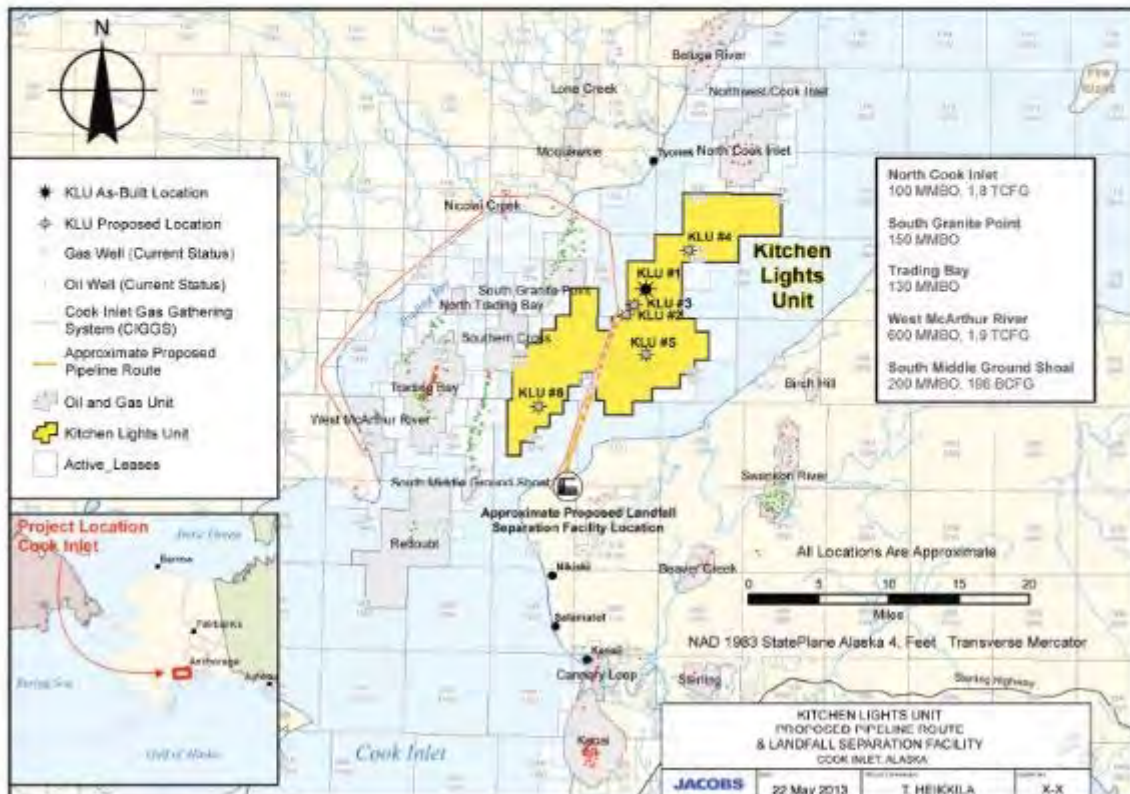 N
KLU As-Built Location
KLU Proposed Location
Gas Well (Current Status)
Oil Well (Current Status)
Cook Inlet Gas Gathering
System (CIGGS)
Approximate Proposed
Pipeline Route
Oil and Gas Unit
Kitchen Lights Unit
Active_Leases
Beluga River
Lone Creek
Northwest Cook Inlet
Moquawkie
North Cook Inlet
Tyonek
Nicolai Creek
KLU #4
Kitchen
Lights
Unit
KLU #1
KLU #3
KLU #2
KLU #5
KLU #6
South Granite Point
North Trading Bay
Southern Cross
Trading Bay
West McArthur River
South Middle Ground Shoal
Birch Hill
Swanson River
Approximate Proposed Landfall
Separation Facility Location
Redoubt
Nikiski
Salamatof
Kenai
Cannery Loop
Beaver Creek
Sterling
Kenai
Sterling Highway
Cook Inlet
North Cook Inlet
100 MMBO, 1.8 TCFG
South Granite Point
150 MMBO
Trading Bay
130 MMBO
West McArthur River
600 MMBO, 1.9 TCFG
South Middle Ground Shoal
200 MMBO, 196 BCFG
All Locations Are Approximate
0 5 10 15 20
Miles
NAD 1983 StatePlane Alaska 4, Feet, Transverse Mercator
Project Location
Cook Inlet
Barrow
Fairbanks
Anchorage
Bering Sea
Gulf of Alaska
KITCHEN LIGHTS UNIT
PROPOSED PIPELINE ROUTE
& LANDFALL SEPARATION FACILITY
COOK INLET, ALASKA
JACOBS
22 May 2013
T. HEIKKILA
X-X